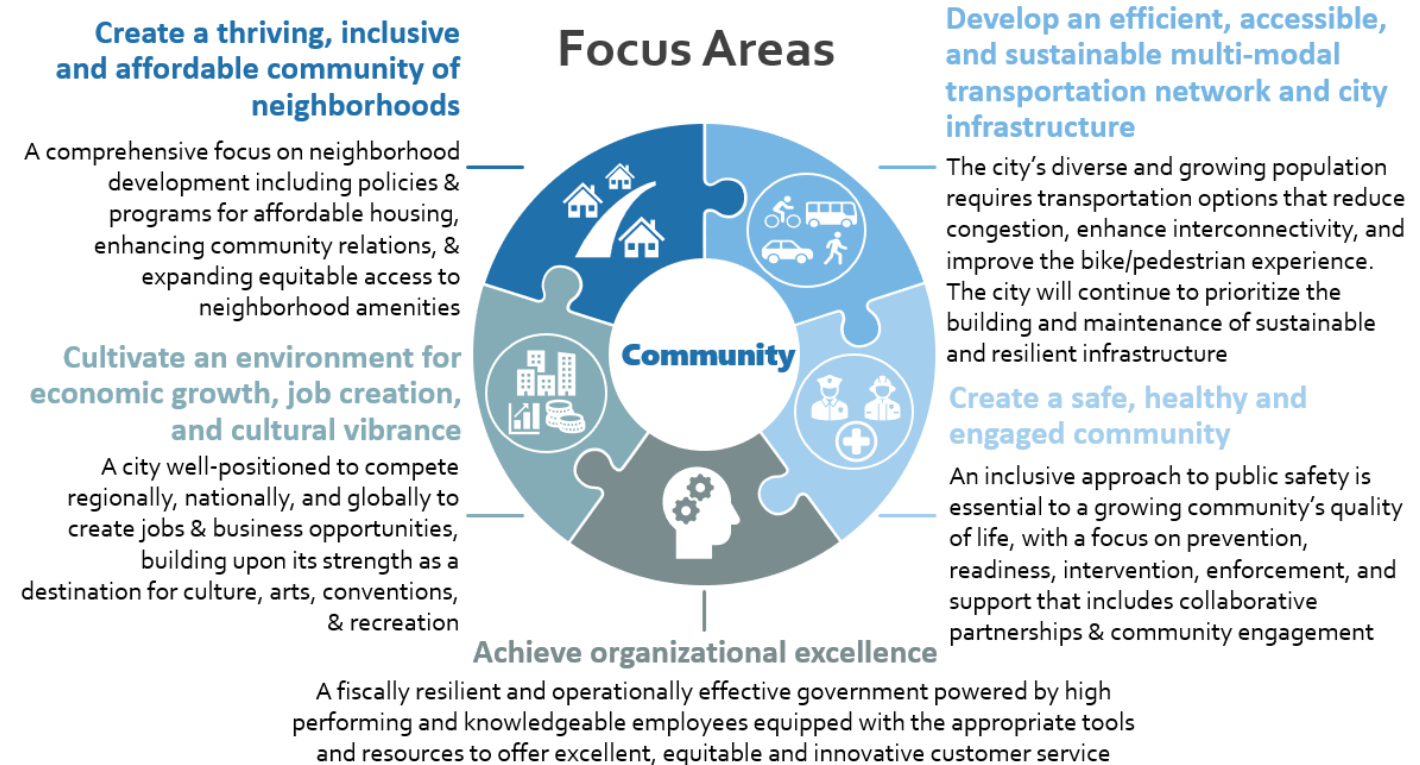 Focus Areas
Create a thriving, inclusive
and affordable community of
neighborhoods
A comprehensive focus on neighborhood
development including policies &
programs for affordable housing,
enhancing community relations, &
expanding equitable access to
neighborhood amenities
Develop an efficient, accessible,
and sustainable multi-modal
transportation network and city
infrastructure
The city’s diverse and growing population
requires transportation options that reduce
congestion, enhance interconnectivity, and
improve the bike/pedestrian experience.
The city will continue to prioritize the
building and maintenance of sustainable
and resilient infrastructure
Community
Cultivate an environment for
economic growth, job creation,
and cultural vibrance
A city well-positioned to compete
regionally, nationally, and globally to
create jobs & business opportunities,
building upon its strength as a
destination for culture, arts, conventions,
& recreation
Create a safe, healthy and
engaged community
An inclusive approach to public safety is
essential to a growing community’s quality
of life, with a focus on prevention,
readiness, intervention, enforcement, and
support that includes collaborative
partnerships & community engagement
Achieve organizational excellence
A fiscally resilient and operationally effective government powered by high
performing and knowledgeable employees equipped with the appropriate tools
and resources to offer excellent, equitable and innovative customer service